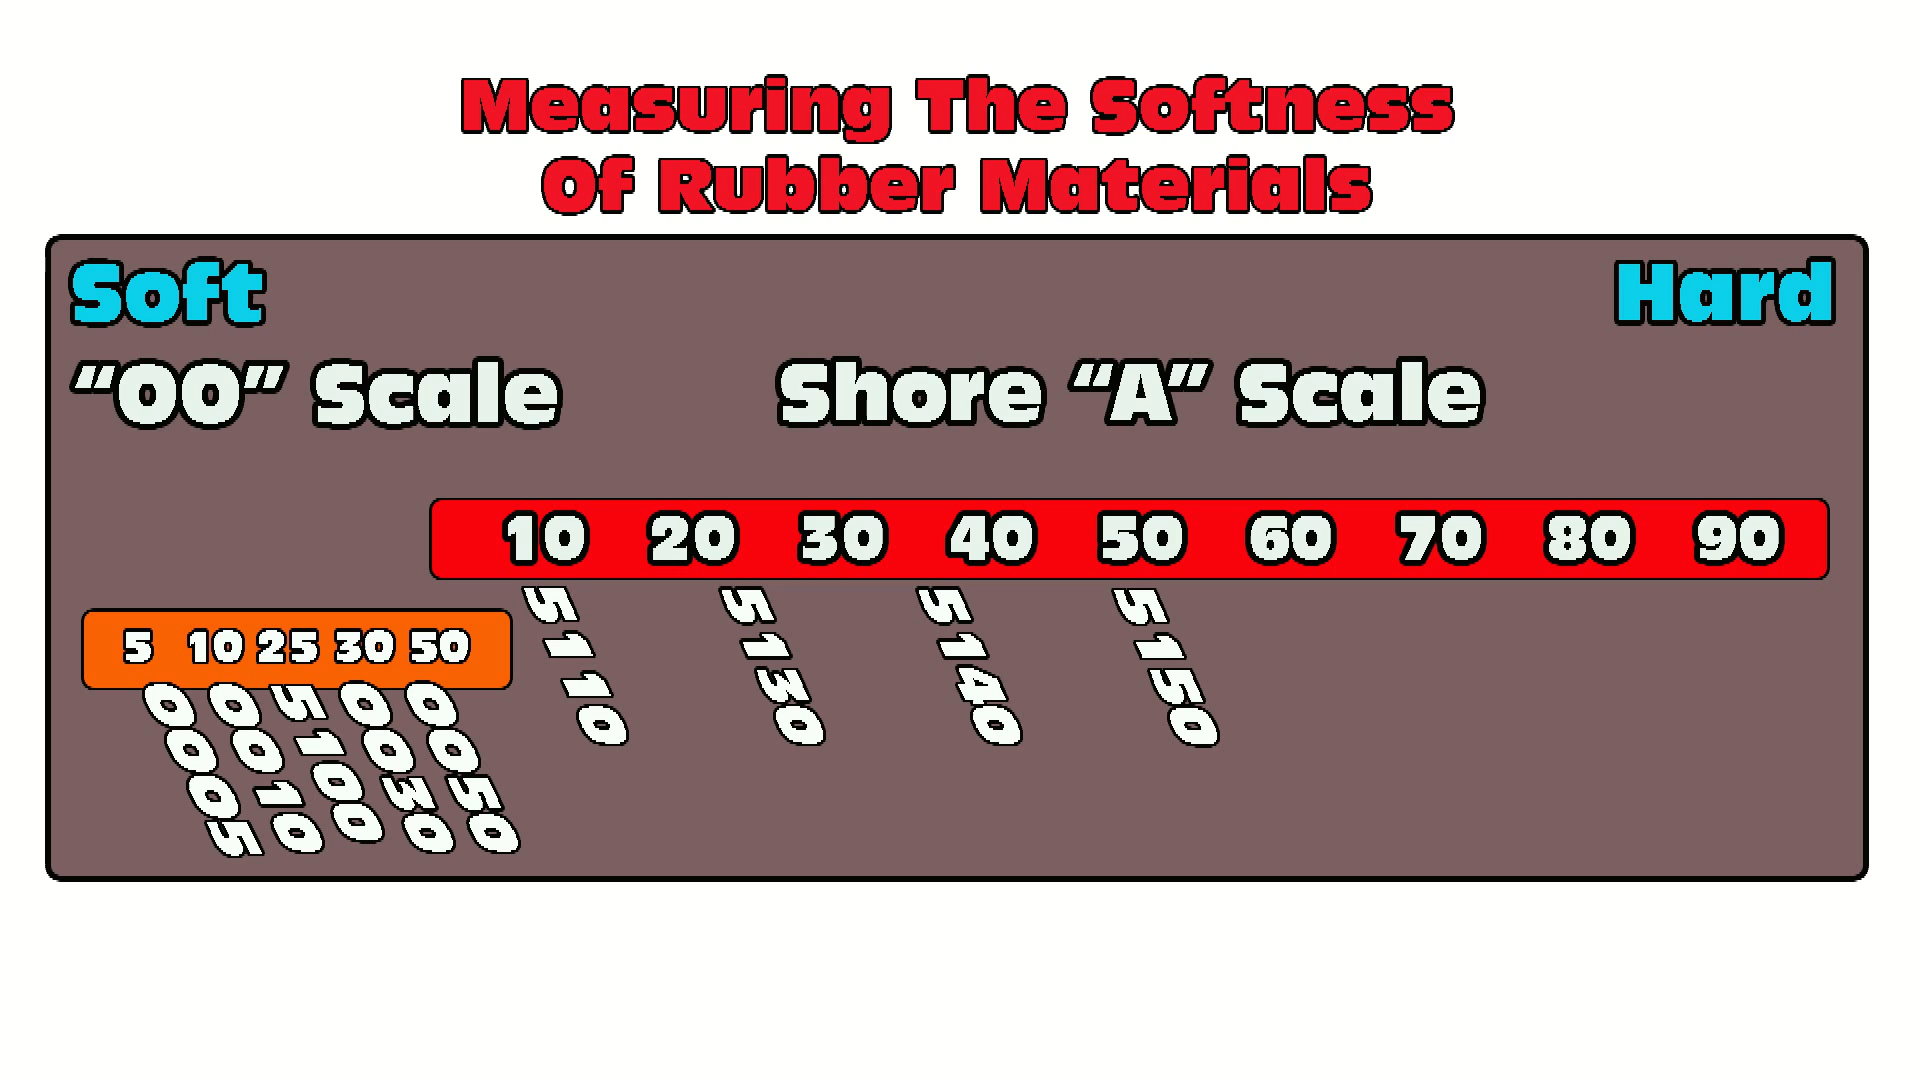 Measuring The Softness
Of Rubber Materials
Soft
Hard
"00" Scale
Shore "A" Scale
10 20 30 40 50 60 70 80 90
5110
5130
5140
5150
5 10 25 30 50
0005
0010
5100
0030
0050